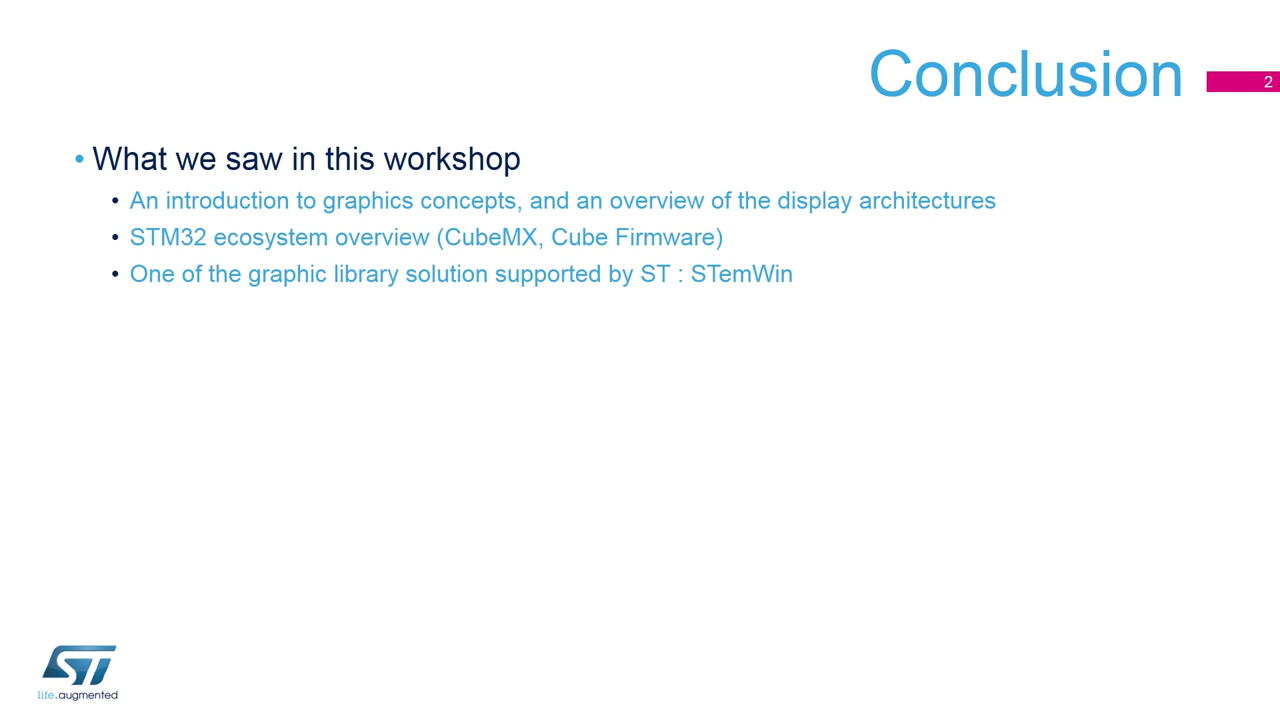 Conclusion
2
• What we saw in this workshop
• An introduction to graphics concepts, and an overview of the display architectures
• STM32 ecosystem overview (CubeMX, Cube Firmware)
• One of the graphic library solution supported by ST : STemWin
ST
life.augmented